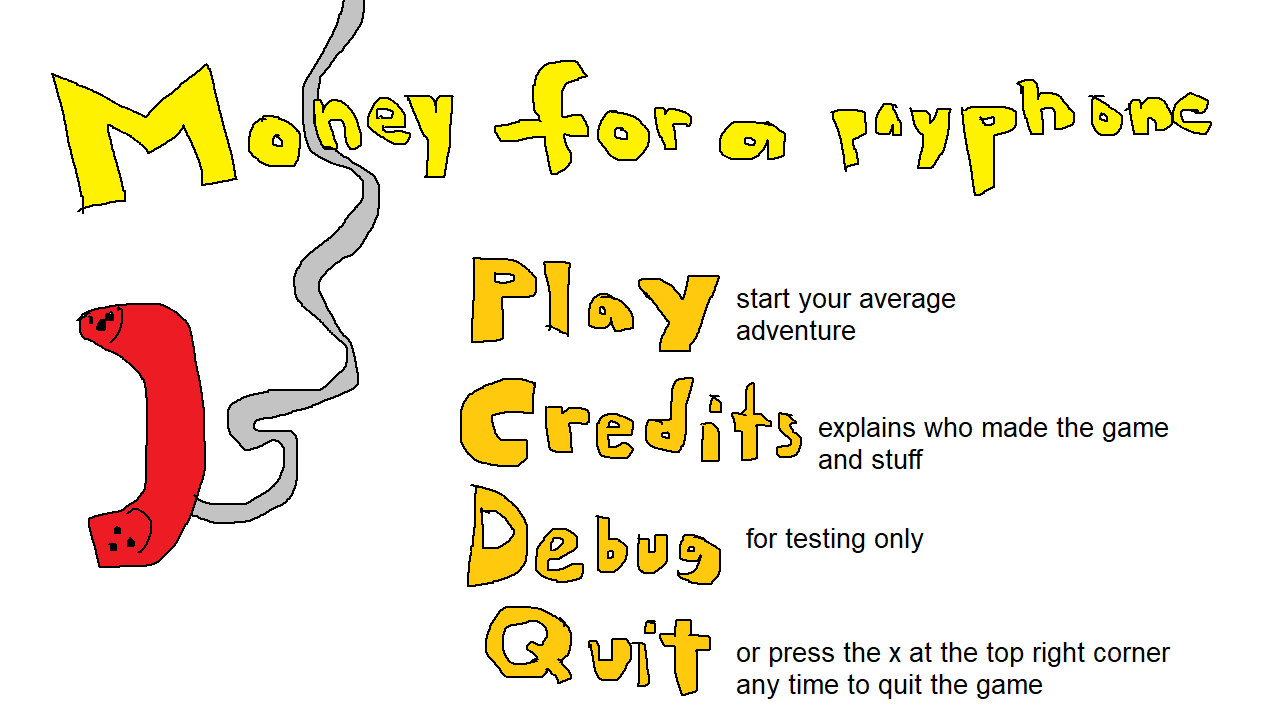 Money for a payphone
Play
start your average
adventure
Credits
explains who made the game
and stuff
Debug
for testing only
Quit
or press the x at the top right corner
any time to quit the game